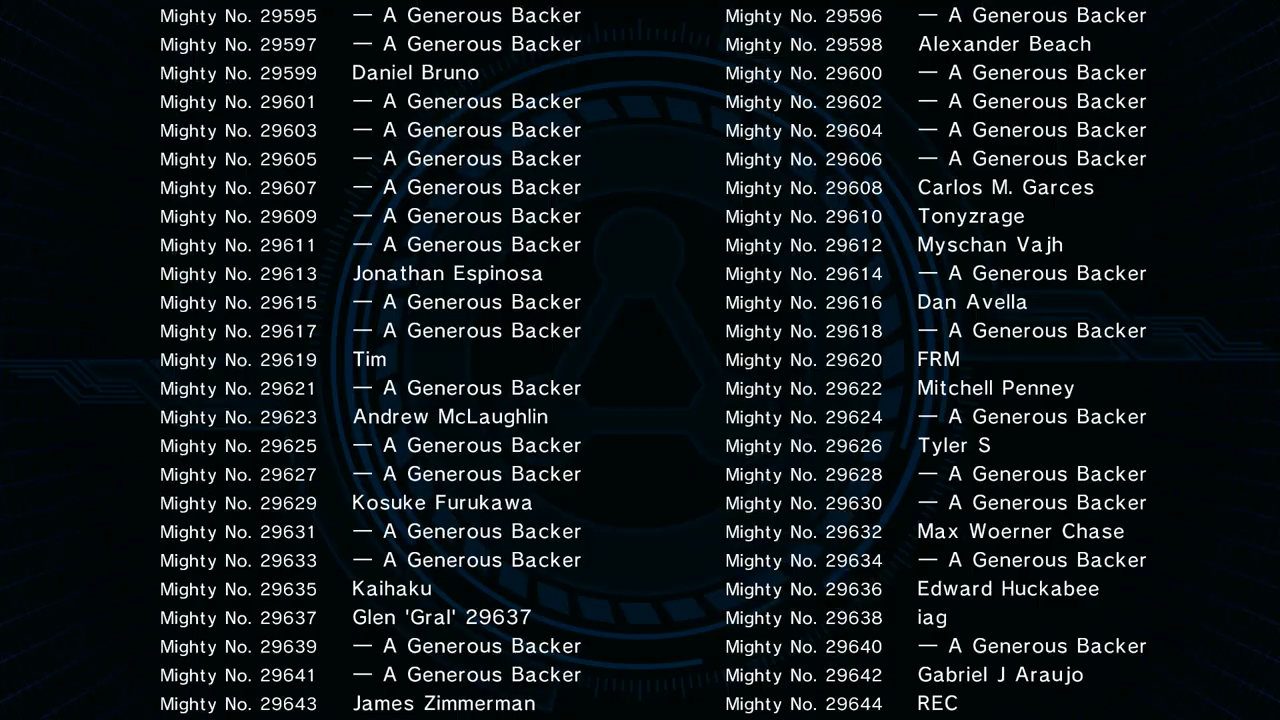 Mighty No. 29595 — A Generous Backer Mighty No. 29596 — A Generous Backer
Mighty No. 29597 — A Generous Backer Mighty No. 29598 Alexander Beach
Mighty No. 29599 Daniel Bruno Mighty No. 29600 — A Generous Backer
Mighty No. 29601 — A Generous Backer Mighty No. 29602 — A Generous Backer
Mighty No. 29603 — A Generous Backer Mighty No. 29604 — A Generous Backer
Mighty No. 29605 — A Generous Backer Mighty No. 29606 — A Generous Backer
Mighty No. 29607 — A Generous Backer Mighty No. 29608 Carlos M. Garces
Mighty No. 29609 — A Generous Backer Mighty No. 29610 Tonyzrage
Mighty No. 29611 — A Generous Backer Mighty No. 29612 Myschan Vajh
Mighty No. 29613 Jonathan Espinosa Mighty No. 29614 — A Generous Backer
Mighty No. 29615 — A Generous Backer Mighty No. 29616 Dan Avella
Mighty No. 29617 — A Generous Backer Mighty No. 29618 — A Generous Backer
Mighty No. 29619 Tim Mighty No. 29620 FRM
Mighty No. 29621 — A Generous Backer Mighty No. 29622 Mitchell Penney
Mighty No. 29623 Andrew McLaughlin Mighty No. 29624 — A Generous Backer
Mighty No. 29625 — A Generous Backer Mighty No. 29626 Tyler S
Mighty No. 29627 — A Generous Backer Mighty No. 29628 — A Generous Backer
Mighty No. 29629 Kosuke Furukawa Mighty No. 29630 — A Generous Backer
Mighty No. 29631 — A Generous Backer Mighty No. 29632 Max Woerner Chase
Mighty No. 29633 — A Generous Backer Mighty No. 29634 — A Generous Backer
Mighty No. 29635 Kaihaku Mighty No. 29636 Edward Huckabee
Mighty No. 29637 Glen 'Gral' 29637 Mighty No. 29638 iag
Mighty No. 29639 — A Generous Backer Mighty No. 29640 — A Generous Backer
Mighty No. 29641 — A Generous Backer Mighty No. 29642 Gabriel J Araujo
Mighty No. 29643 James Zimmerman Mighty No. 29644 REC